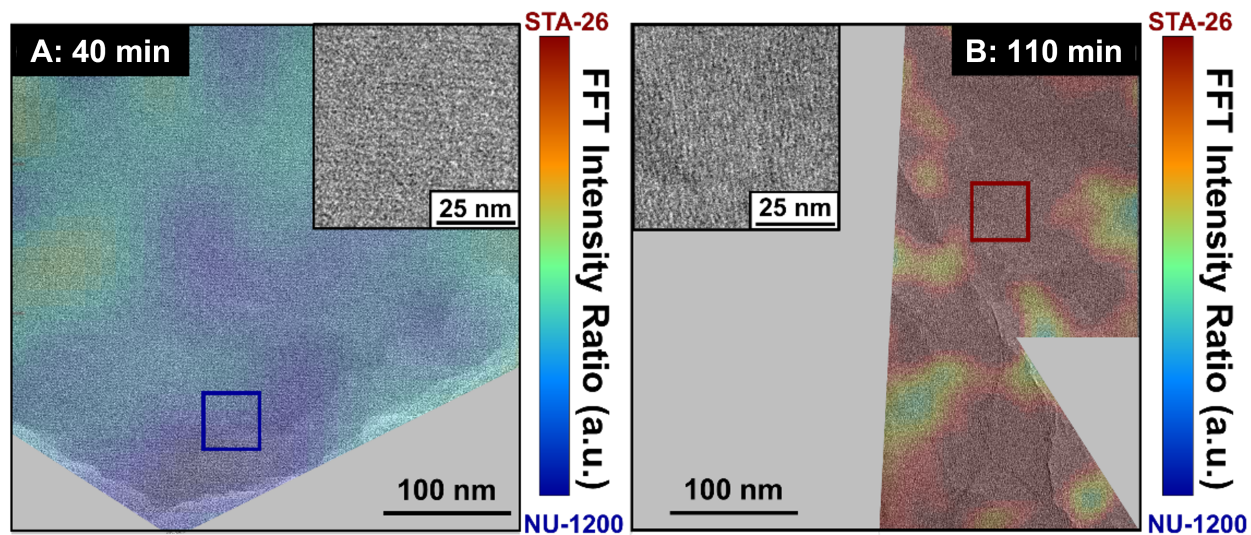 A: 40 min
25 nm
100 nm
STA-26
FFT Intensity Ratio (a.u.)
NU-1200
B: 110 min
25 nm
100 nm
STA-26
FFT Intensity Ratio (a.u.)
NU-1200